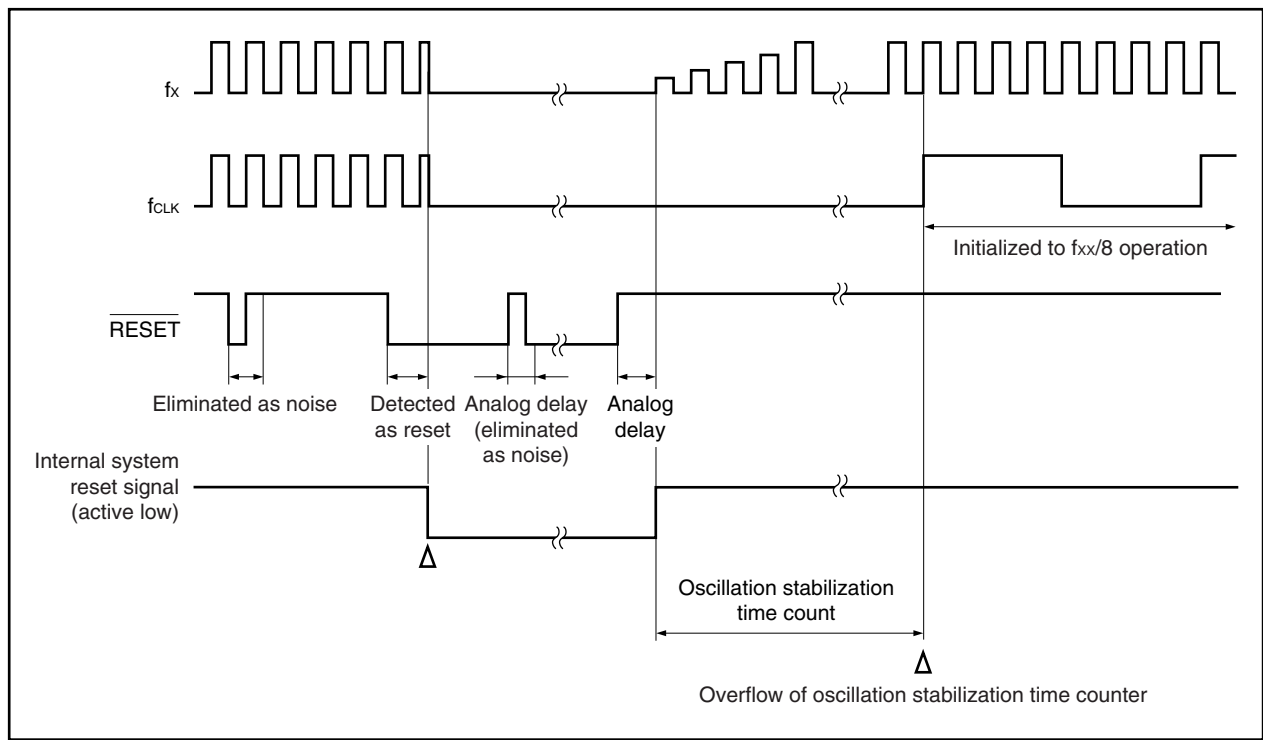 fX
fCLK
Initialized to fXX/8 operation
RESET
Eliminated as noise
Detected
as reset
Analog delay
(eliminated
as noise)
Analog
delay
Internal system
reset signal
(active low)
Oscillation stabilization
time count
Overflow of oscillation stabilization time counter